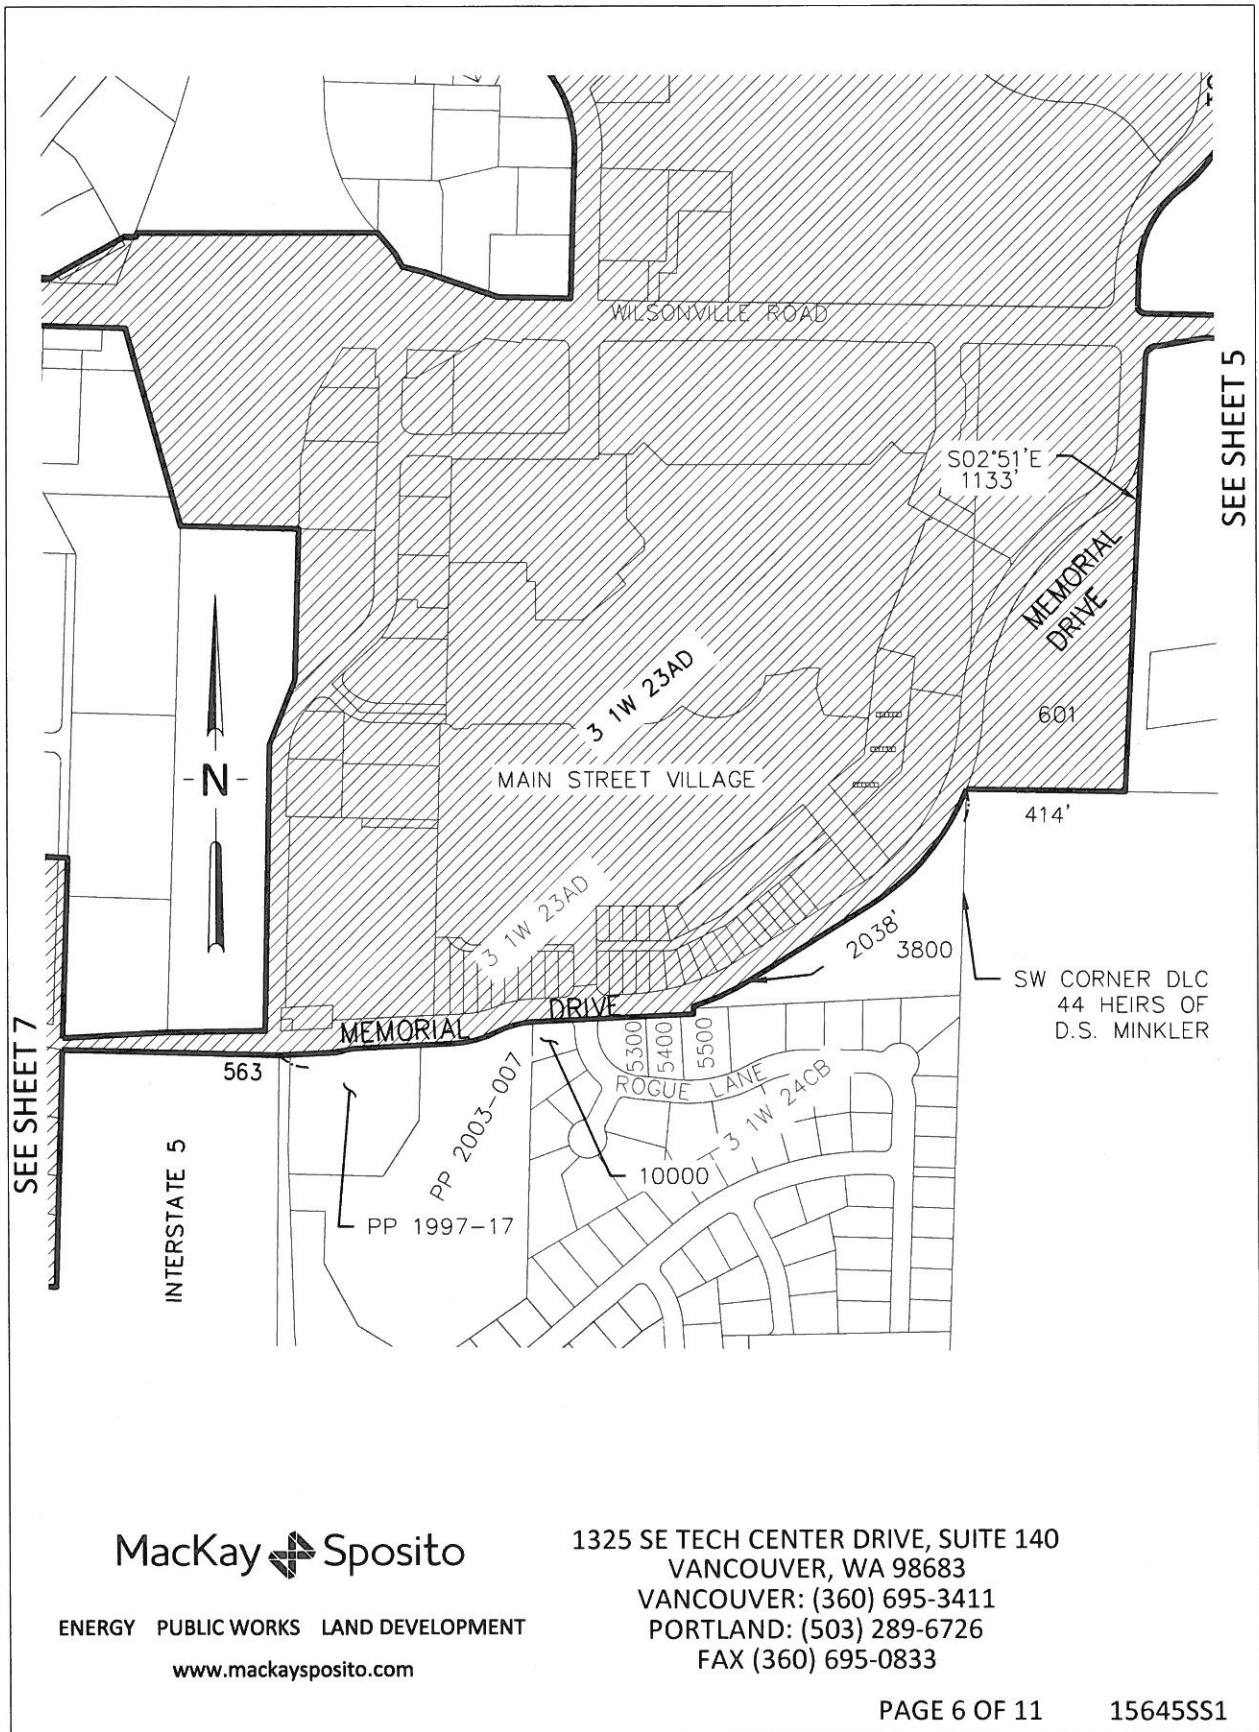 WILSONVILLE ROAD
SEE SHEET 5
S02°51'E
1133'
MEMORIAL
DRIVE
3 1W 23AD
601
-N-
MAIN STREET VILLAGE
414'
3 1W 23AD
2038'
3800
SW CORNER DLC
44 HEIRS OF
D.S. MINKLER
MEMORIAL DRIVE
SEE SHEET 7
563
5300
5400
5500
ROGUE LANE
3 1W 24CB
PP 2003-007
10000
PP 1997-17
INTERSTATE 5
MacKay Sposito
ENERGY PUBLIC WORKS LAND DEVELOPMENT
www.mackaysposito.com
1325 SE TECH CENTER DRIVE, SUITE 140
VANCOUVER, WA 98683
VANCOUVER: (360) 695-3411
PORTLAND: (503) 289-6726
FAX (360) 695-0833
PAGE 6 OF 11 15645SS1